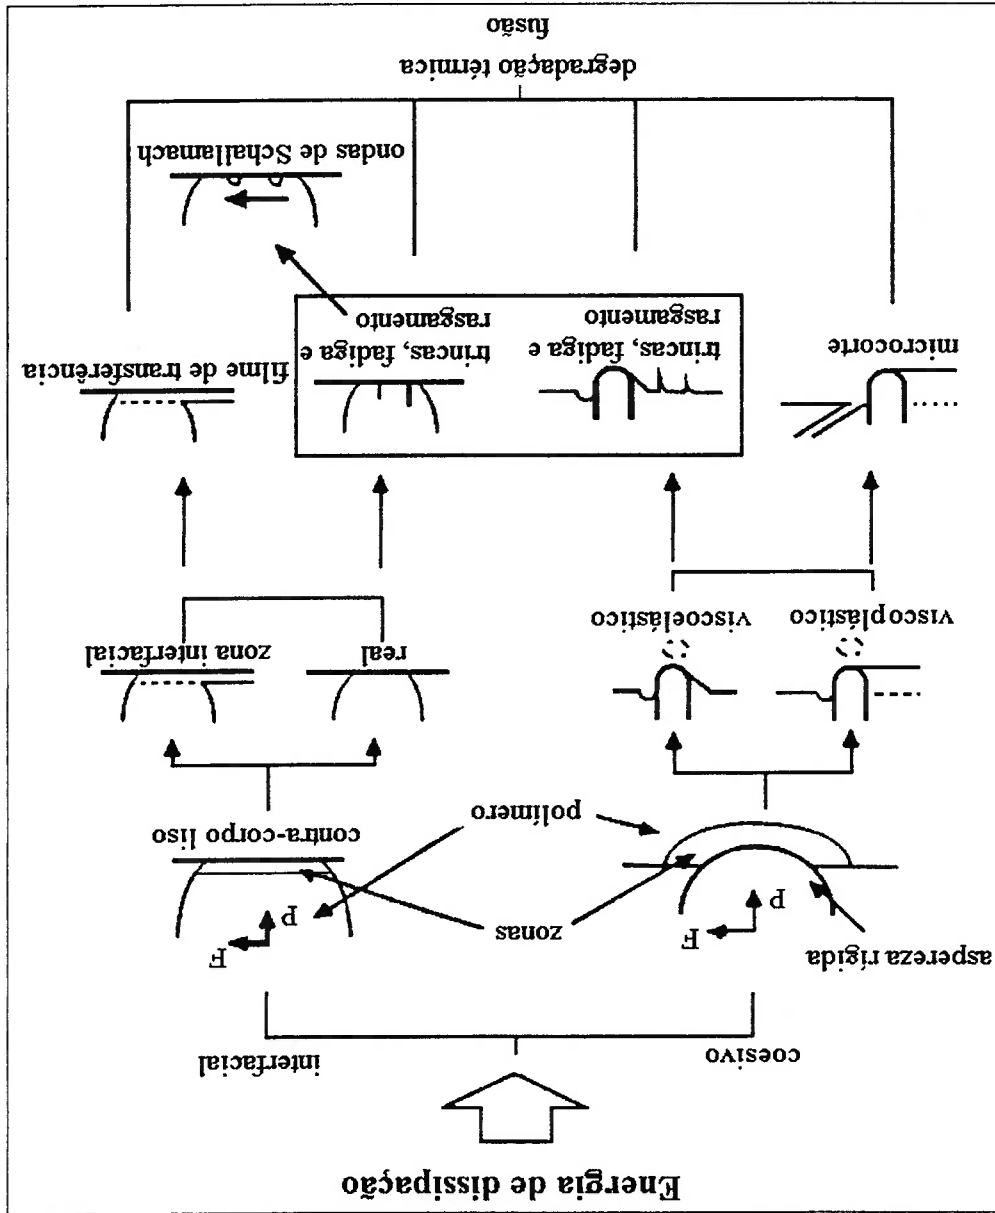 Energia de dissipação
coesivo
interfacial
aspereza rígida
F
P
zonas
F
P
polímero
contra-corpo liso
viscoplástico
viscoelástico
real
zona interfacial
microcorte
trincas, fadiga e
rasgamento
trincas, fadiga e
rasgamento
filme de transferência
ondas de Schallamach
degradação térmica
fusão